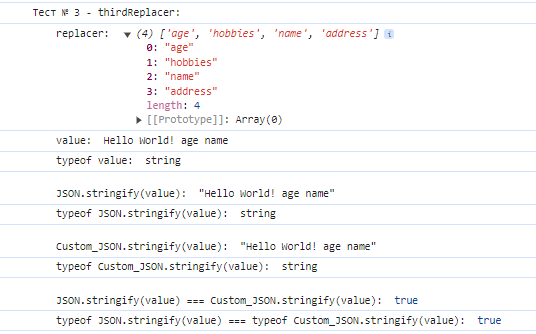 Тест № 3 - thirdReplacer:
replacer: ▼ (4) ['age', 'hobbies', 'name', 'address'] i
0: "age"
1: "hobbies"
2: "name"
3: "address"
length: 4
▶ [[Prototype]]: Array(0)
value: Hello World! age name
typeof value: string
JSON.stringify(value): "Hello World! age name"
typeof JSON.stringify(value): string
Custom_JSON.stringify(value): "Hello World! age name"
typeof Custom_JSON.stringify(value): string
JSON.stringify(value) === Custom_JSON.stringify(value): true
typeof JSON.stringify(value) === typeof Custom_JSON.stringify(value): true